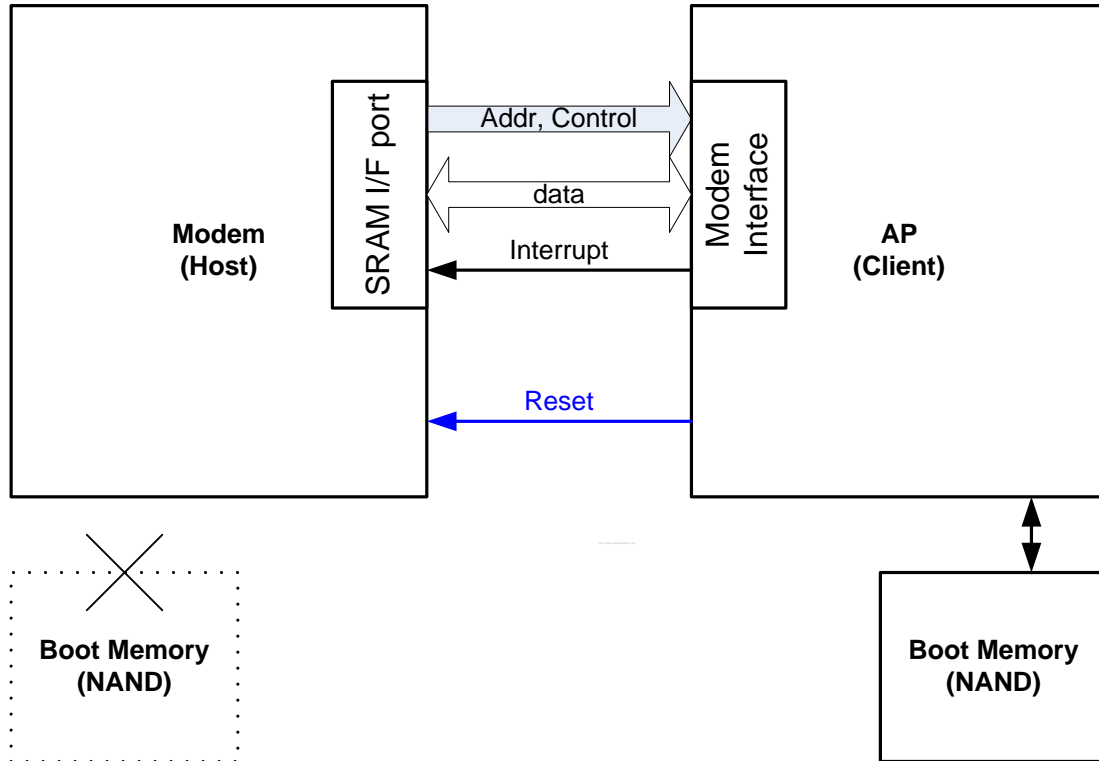 SRAM I/F port
Addr, Control
data
Interrupt
Modem
Interface
Modem
(Host)
AP
(Client)
Reset
Boot Memory
(NAND)
Boot Memory
(NAND)